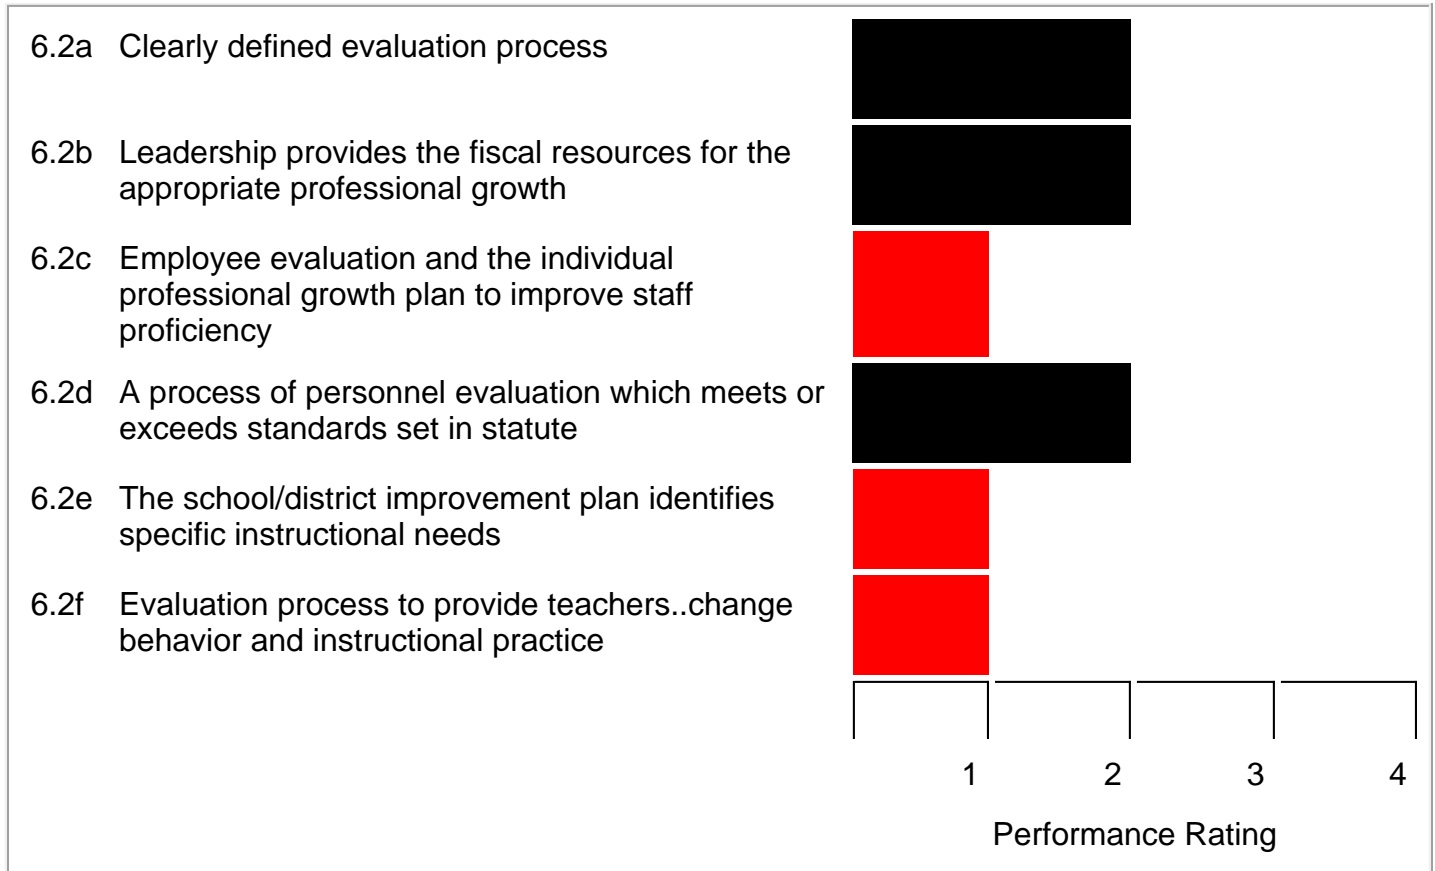 6.2a Clearly defined evaluation process
6.2b Leadership provides the fiscal resources for the
appropriate professional growth
6.2c Employee evaluation and the individual
professional growth plan to improve staff
proficiency
6.2d A process of personnel evaluation which meets or
exceeds standards set in statute
6.2e The school/district improvement plan identifies
specific instructional needs
6.2f Evaluation process to provide teachers..change
behavior and instructional practice
1 2 3 4
Performance Rating